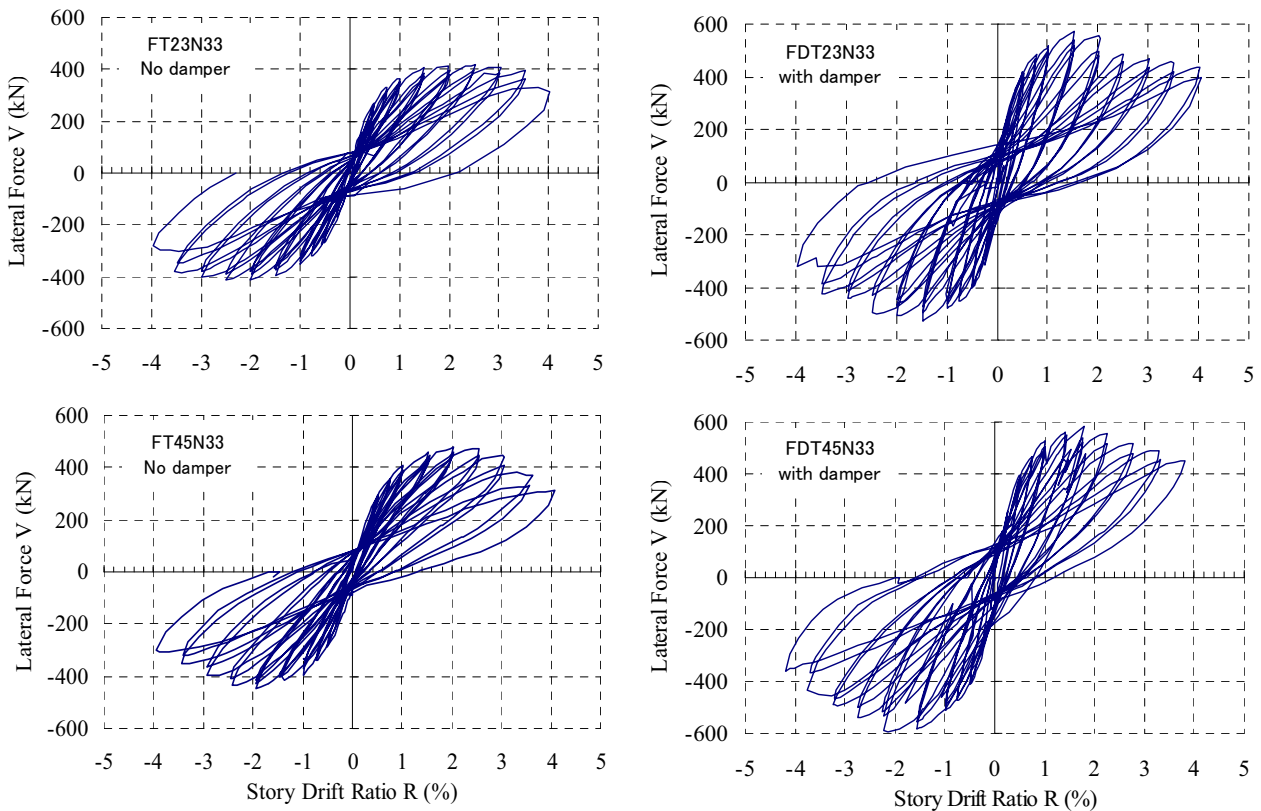 Lateral Force V (kN)
600
400
200
0
-200
-400
-600
FT23N33
No damper
-5 -4 -3 -2 -1 0 1 2 3 4 5
Lateral Force V (kN)
600
400
200
0
-200
-400
-600
FDT23N33
with damper
-5 -4 -3 -2 -1 0 1 2 3 4 5
Lateral Force V (kN)
600
400
200
0
-200
-400
-600
FT45N33
No damper
-5 -4 -3 -2 -1 0 1 2 3 4 5
Story Drift Ratio R (%)
Lateral Force V (kN)
600
400
200
0
-200
-400
-600
FDT45N33
with damper
-5 -4 -3 -2 -1 0 1 2 3 4 5
Story Drift Ratio R (%)